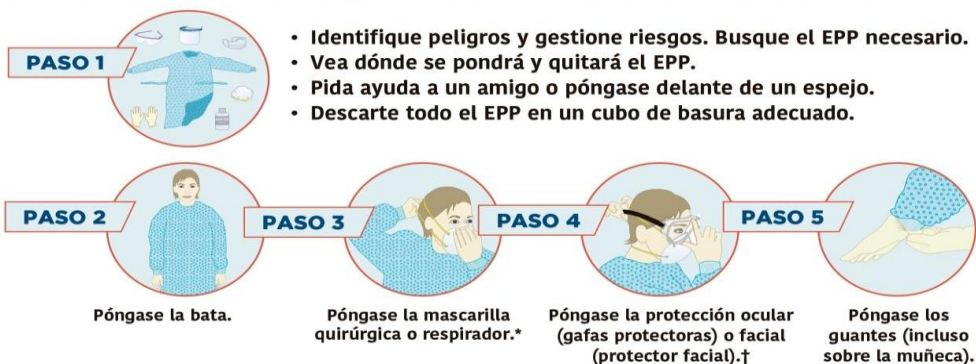 PASO 1
• Identifique peligros y gestione riesgos. Busque el EPP necesario.
• Vea dónde se pondrá y quitará el EPP.
• Pida ayuda a un amigo o póngase delante de un espejo.
• Descarte todo el EPP en un cubo de basura adecuado.
PASO 2
Póngase la bata.
PASO 3
Póngase la mascarilla
quirúrgica o respirador.*
PASO 4
Póngase la protección ocular
(gafas protectoras) o facial
(protector facial).†
PASO 5
Póngase los
guantes (incluso
sobre la muñeca).